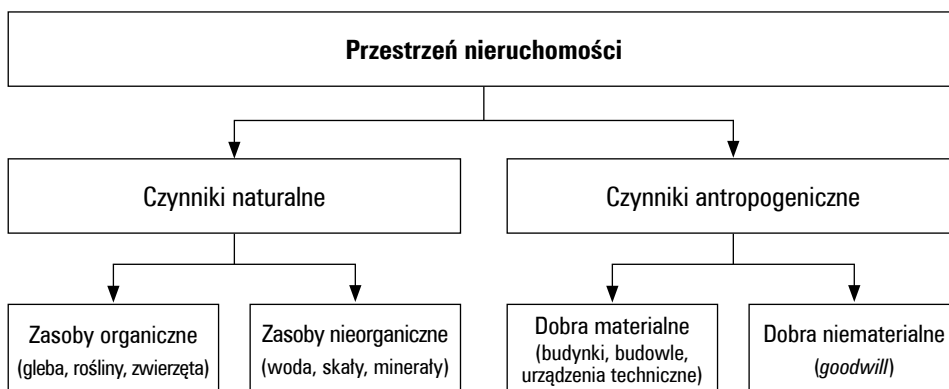 Przestrzeń nieruchomości
Czynniki naturalne
Czynniki antropogeniczne
Zasoby organiczne
(gleba, rośliny, zwierzęta)
Zasoby nieorganiczne
(woda, skały, minerały)
Dobra materialne
(budynki, budowle,
urządzenia techniczne)
Dobra niematerialne
(goodwill)